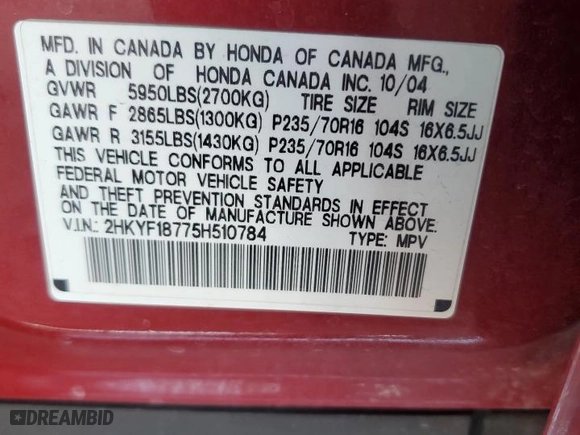 MFD. IN CANADA BY HONDA OF CANADA MFG.,
A DIVISION OF HONDA CANADA INC. 10/04
GVWR 5950LBS(2700KG) TIRE SIZE RIM SIZE
GAWR F 2865LBS(1300KG) P235/70R16 104S 16X6.5JJ
GAWR R 3155LBS(1430KG) P235/70R16 104S 16X6.5JJ
THIS VEHICLE CONFORMS TO ALL APPLICABLE
FEDERAL MOTOR VEHICLE SAFETY
AND THEFT PREVENTION STANDARDS IN EFFECT
ON THE DATE OF MANUFACTURE SHOWN ABOVE.
V.I.N.: 2HKYF18775H510784 TYPE: MPV
DREAMBID